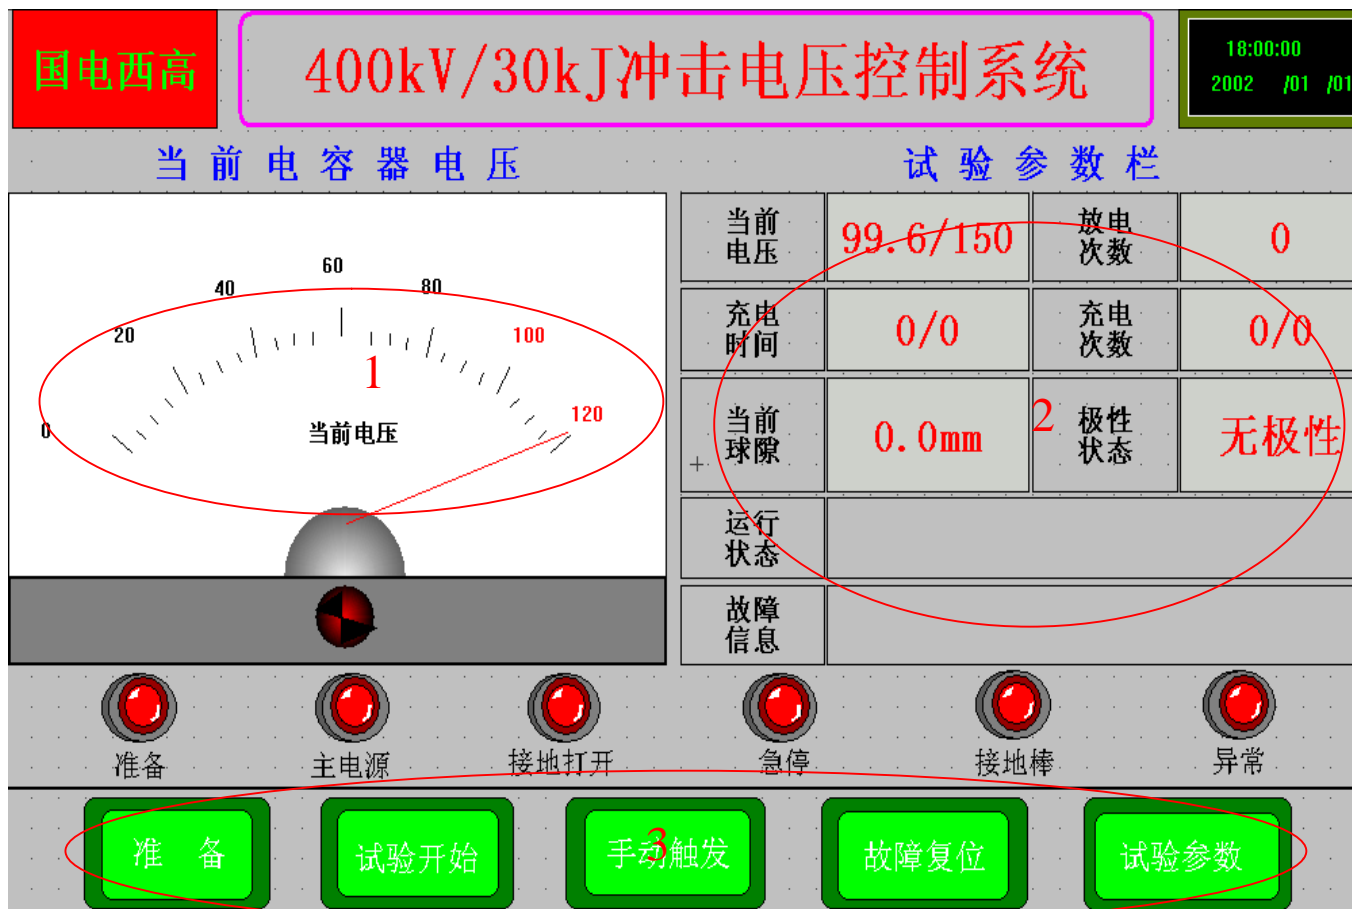 国电西高
400kV/30kJ冲击电压控制系统
18:00:00
2002 /01 /01
当前电容器电压
试验参数栏
0
20
40
60
80
100
120
1
当前电压
当前电压
99.6/150
放电次数
0
充电时间
0/0
充电次数
0/0
当前球隙
0.0mm
2
极性状态
无极性
运行状态
故障信息
准备
主电源
接地打开
急停
接地棒
异常
准 备
试验开始
手动触发
3
故障复位
试验参数